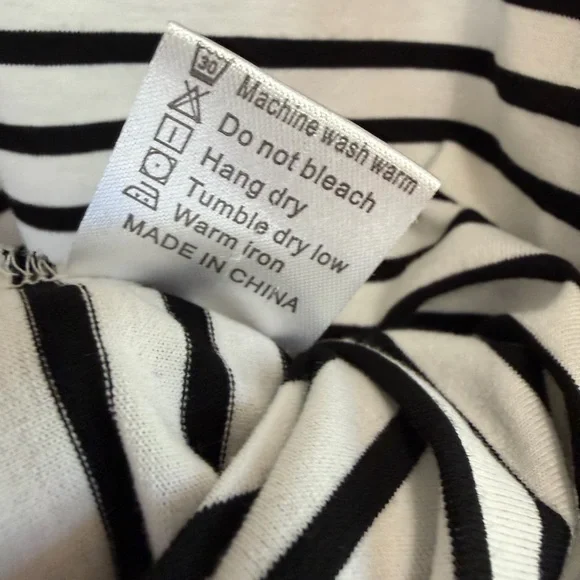 30 Machine wash warm
Do not bleach
Hang dry
Tumble dry low
Warm iron
MADE IN CHINA